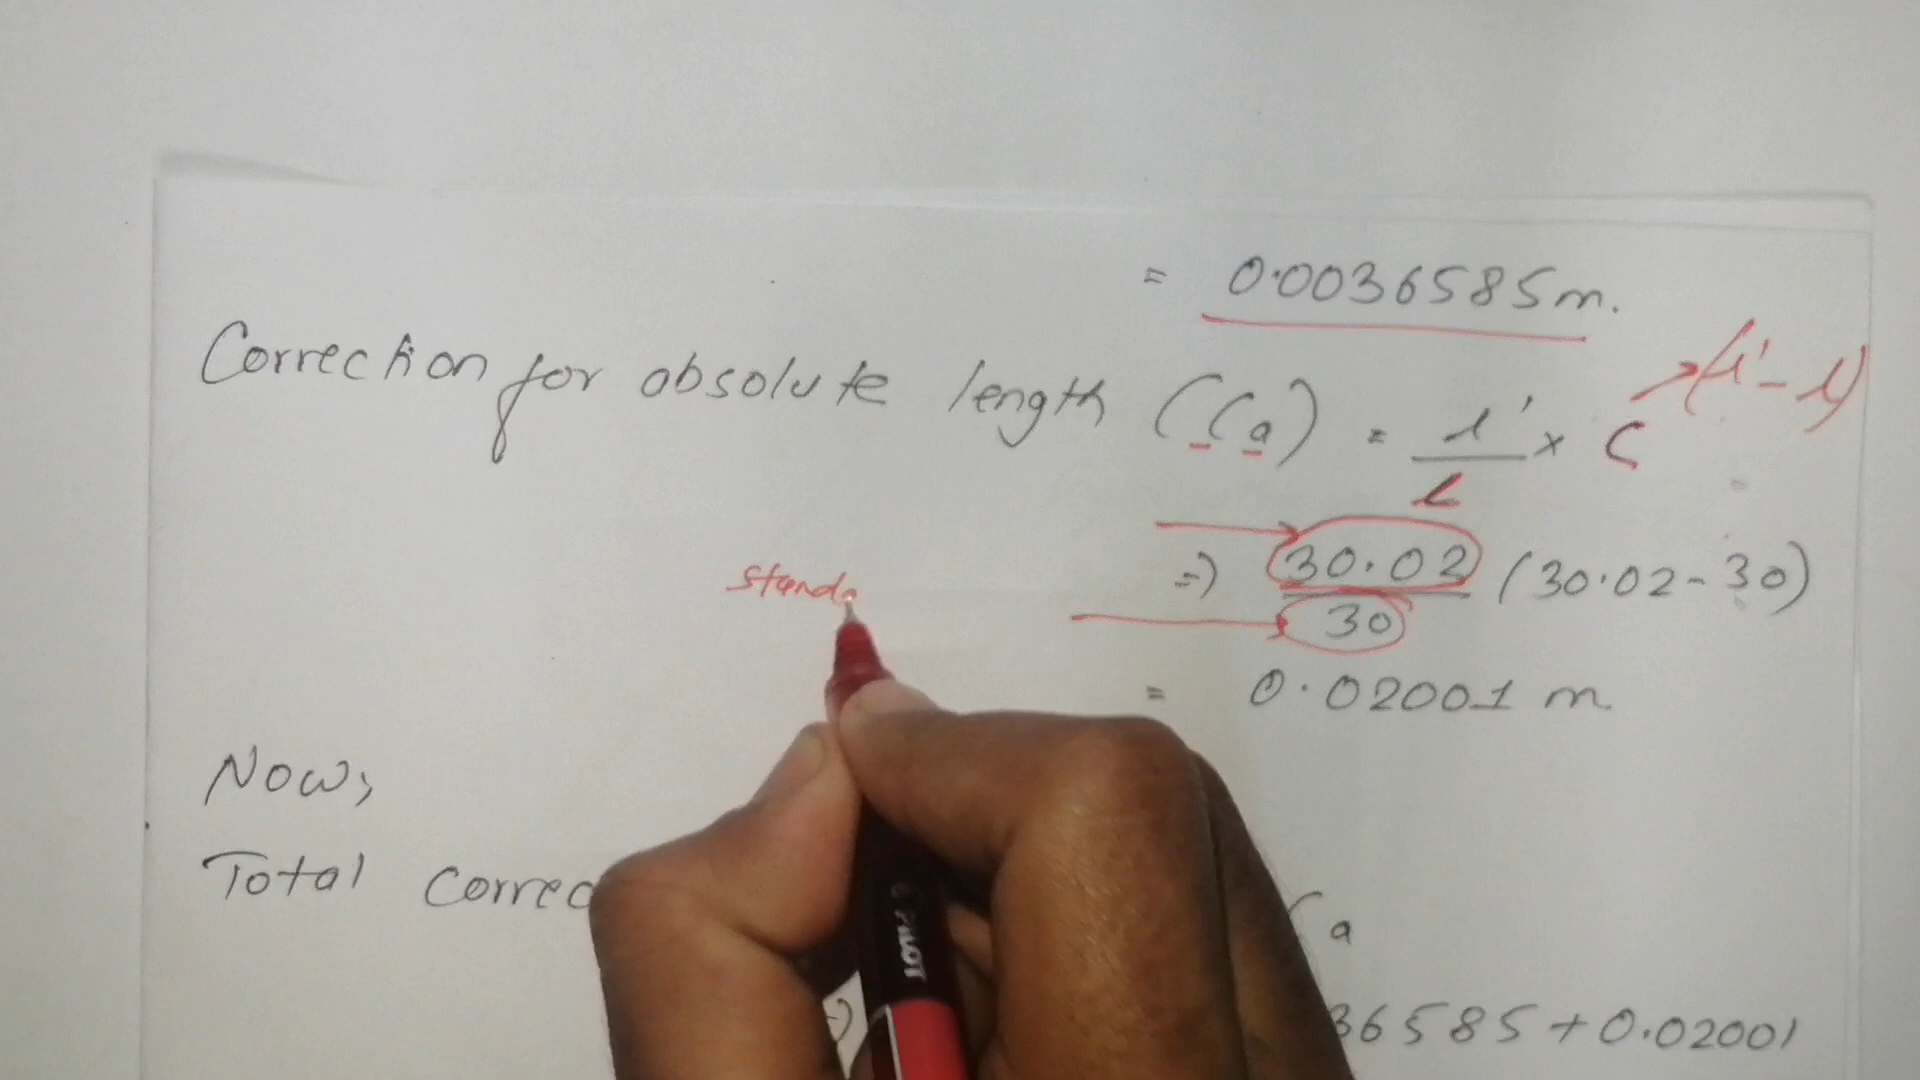 = 0.0036585m.
Correction for absolute length (Ca) = l'/L x C → (l'-l)
=) 30.02/30 (30.02-30)
Standa
= 0.02001 m.
Now,
Total correc
Ca
36585+0.02001
PILOT